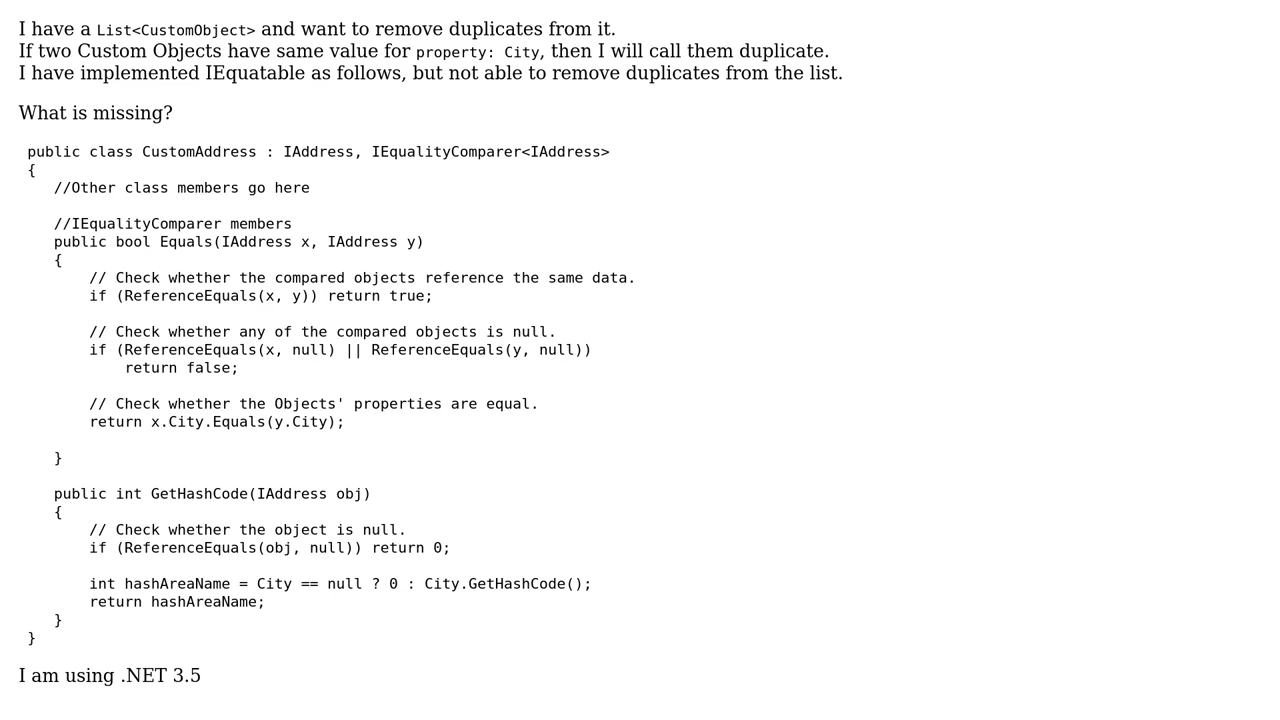 I have a List<CustomObject> and want to remove duplicates from it.
If two Custom Objects have same value for property: City, then I will call them duplicate.
I have implemented IEquatable as follows, but not able to remove duplicates from the list.
What is missing?
public class CustomAddress : IAddress, IEqualityComparer<IAddress>
{
//Other class members go here
//IEqualityComparer members
public bool Equals(IAddress x, IAddress y)
{
// Check whether the compared objects reference the same data.
if (ReferenceEquals(x, y)) return true;
// Check whether any of the compared objects is null.
if (ReferenceEquals(x, null) || ReferenceEquals(y, null))
return false;
// Check whether the Objects' properties are equal.
return x.City.Equals(y.City);
}
public int GetHashCode(IAddress obj)
{
// Check whether the object is null.
if (ReferenceEquals(obj, null)) return 0;
int hashAreaName = City == null ? 0 : City.GetHashCode();
return hashAreaName;
}
}
I am using .NET 3.5